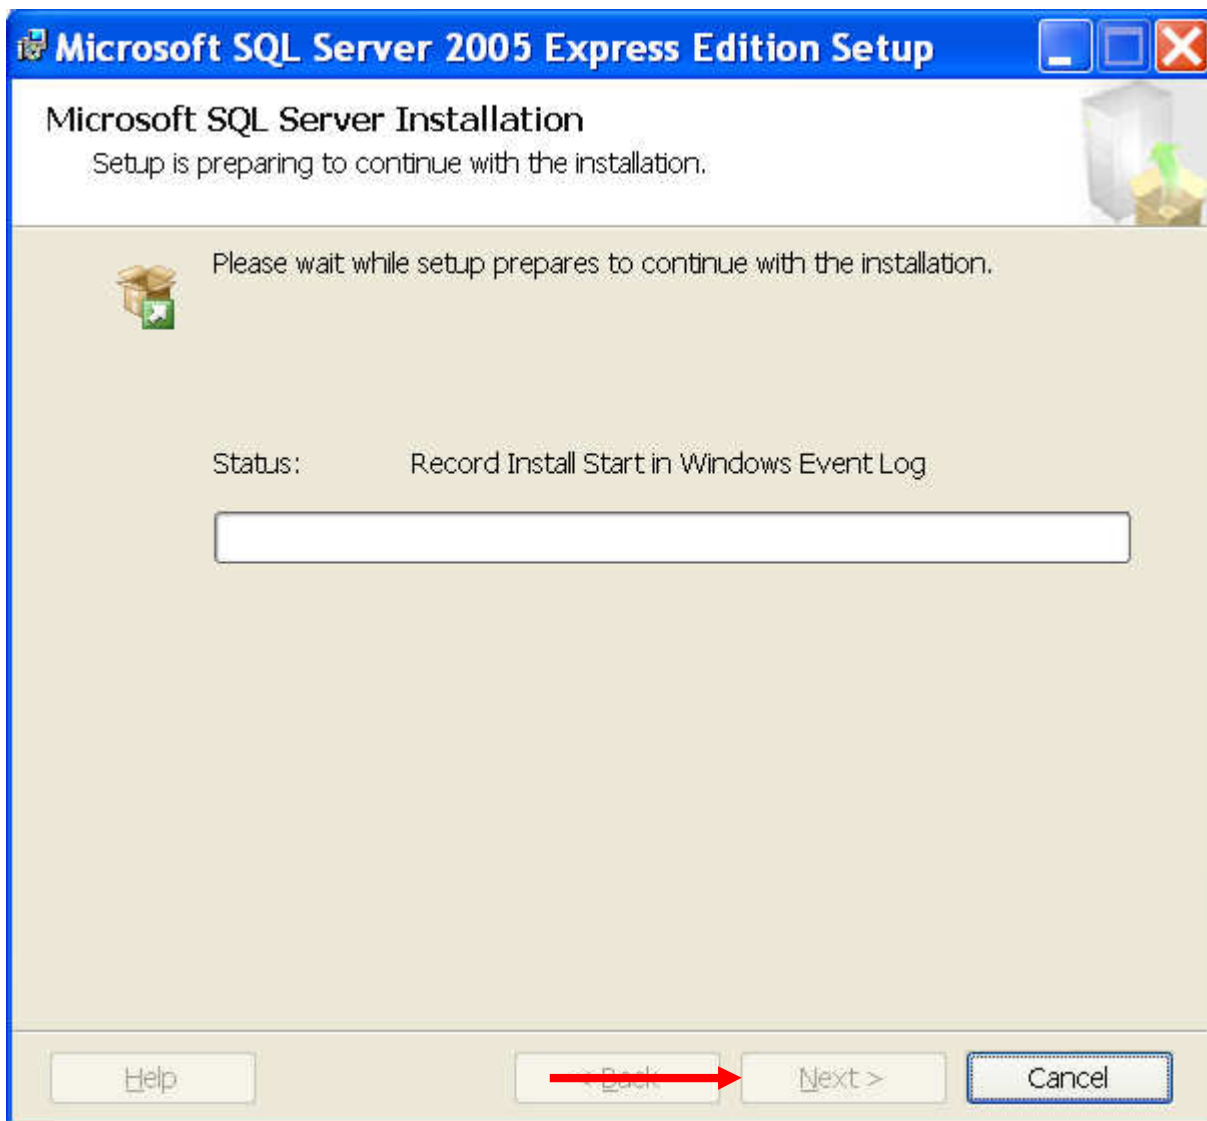 Microsoft SQL Server 2005 Express Edition Setup
Microsoft SQL Server Installation
Setup is preparing to continue with the installation.
Please wait while setup prepares to continue with the installation.
Status: Record Install Start in Windows Event Log
Help < Back Next > Cancel